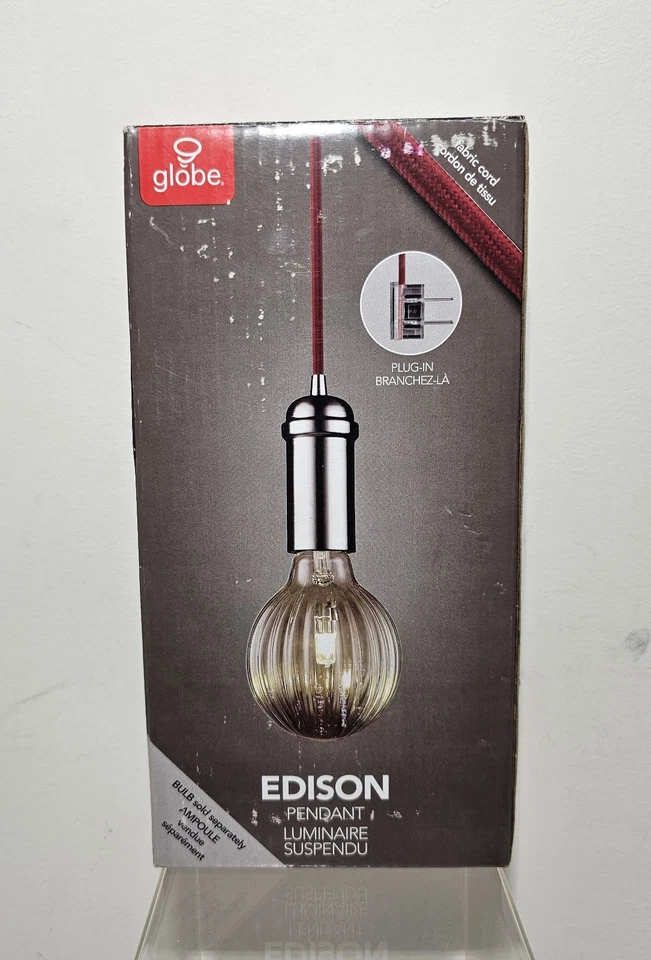 globe®
fabric cord
cordon de tissu
PLUG-IN
BRANCHEZ-LÀ
EDISON
PENDANT
LUMINAIRE
SUSPENDU
BULB sold separately
AMPOULE
vendue
séparément